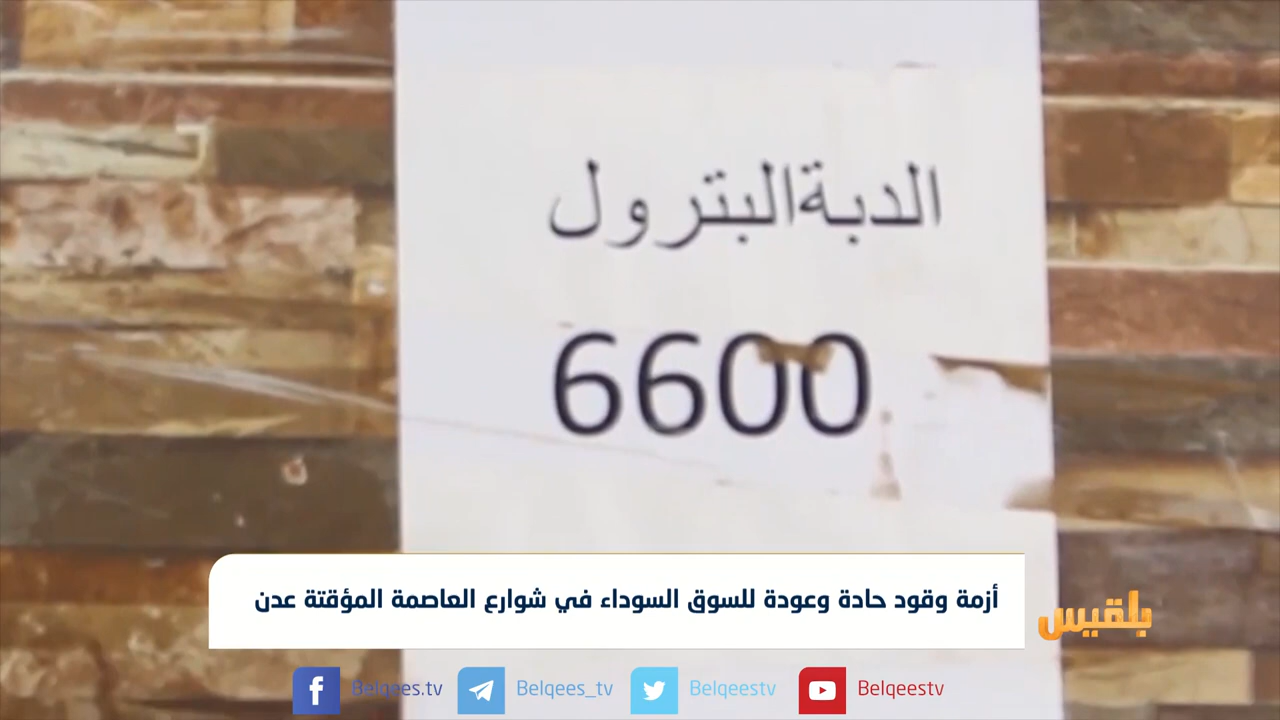 الدبةالبترول
6600
أزمة وقود حادة وعودة للسوق السوداء في شوارع العاصمة المؤقتة عدن
بلقيس
Belqees.tv
Belqees_tv
Belqeestv
Belqeestv